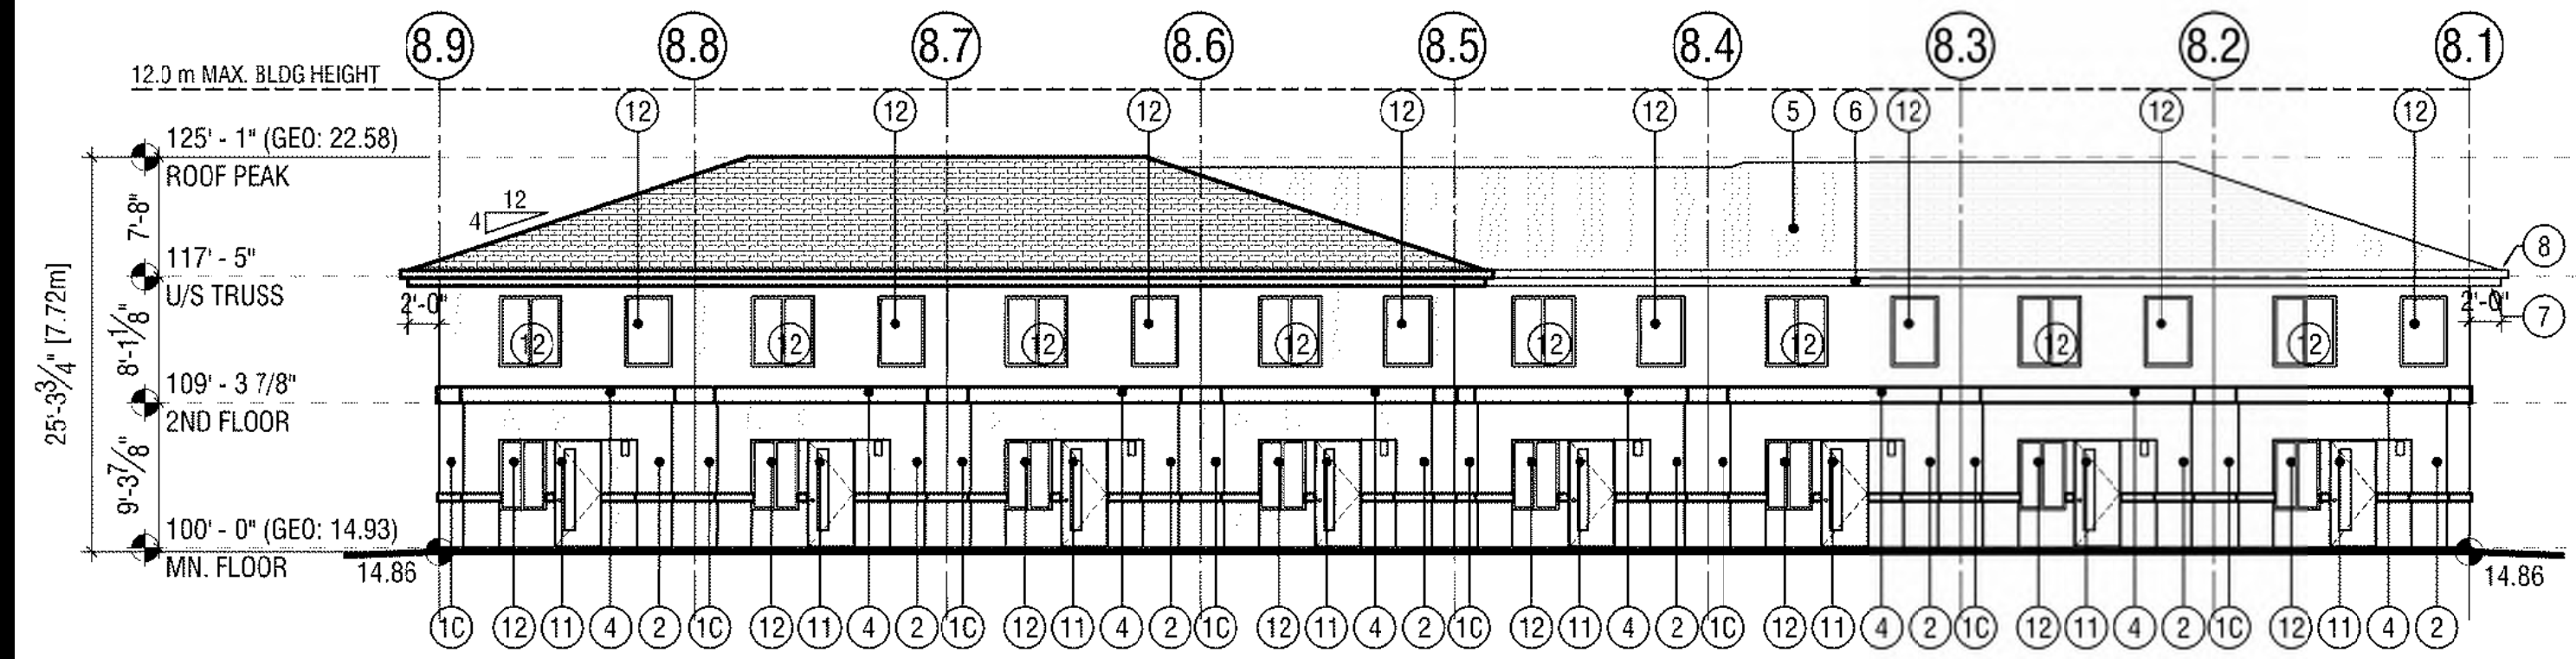 8.9 8.8 8.7 8.6 8.5 8.4 8.3 8.2 8.1
12.0 m MAX. BLDG HEIGHT
12 12 12 12 12 5 6 12 12 12
125' - 1" (GEO: 22.58)
ROOF PEAK
12
4
7'-8"
117' - 5"
U/S TRUSS
8
2'-0"
2'-0"
7
12 12 12 12 12 12 12 12
8'-1 1/8"
25'-3 3/4" [7.72m]
109' - 3 7/8"
2ND FLOOR
9'-3 7/8"
100' - 0" (GEO: 14.93)
MN. FLOOR
14.86
14.86
1C 12 11 4 2 1C 12 11 4 2 1C 12 11 4 2 1C 12 11 4 2 1C 12 11 4 2 1C 12 11 4 2 1C 12 11 4 2 1C 12 11 4 2